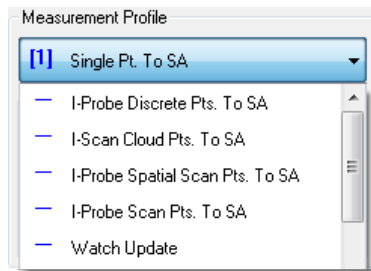 Measurement Profile
[1] Single Pt. To SA
I-Probe Discrete Pts. To SA
I-Scan Cloud Pts. To SA
I-Probe Spatial Scan Pts. To SA
I-Probe Scan Pts. To SA
Watch Update